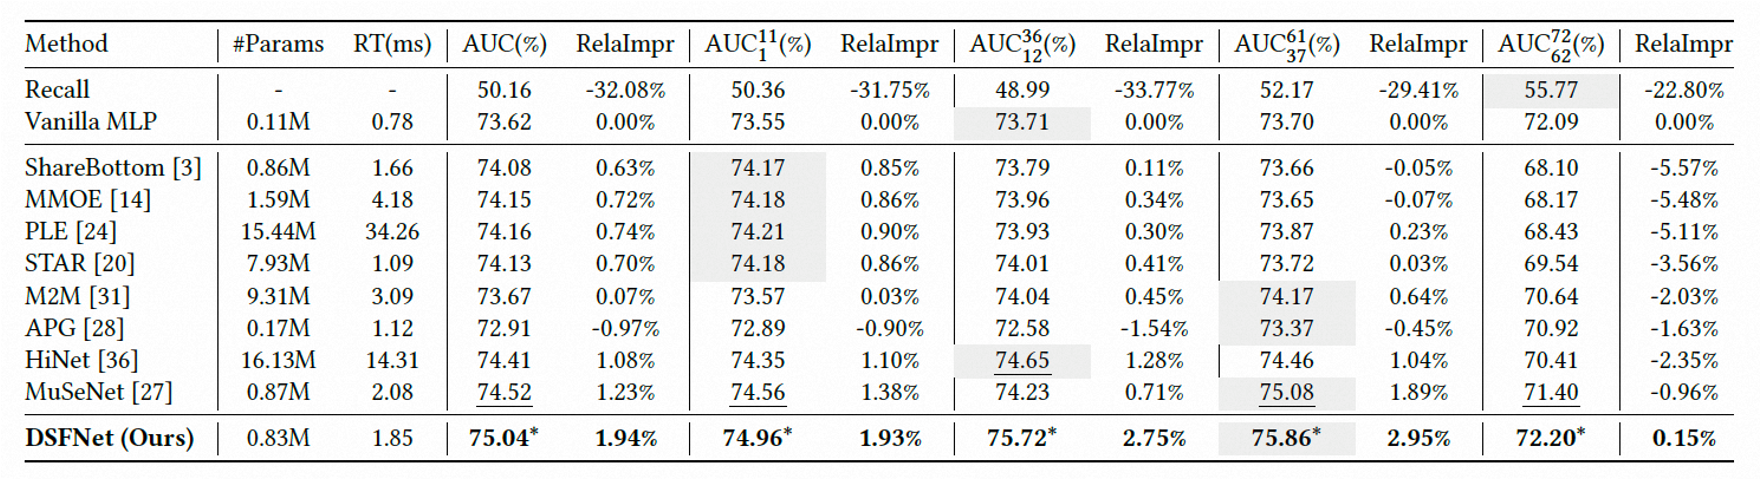 Method #Params RT(ms) AUC(%) RelaImpr AUC₁¹¹(%) RelaImpr AUC₁₂³⁶(%) RelaImpr AUC₃₇⁶¹(%) RelaImpr AUC₆₂⁷²(%) RelaImpr
Recall - - 50.16 -32.08% 50.36 -31.75% 48.99 -33.77% 52.17 -29.41% 55.77 -22.80%
Vanilla MLP 0.11M 0.78 73.62 0.00% 73.55 0.00% 73.71 0.00% 73.70 0.00% 72.09 0.00%
ShareBottom [3] 0.86M 1.66 74.08 0.63% 74.17 0.85% 73.79 0.11% 73.66 -0.05% 68.10 -5.57%
MMOE [14] 1.59M 4.18 74.15 0.72% 74.18 0.86% 73.96 0.34% 73.65 -0.07% 68.17 -5.48%
PLE [24] 15.44M 34.26 74.16 0.74% 74.21 0.90% 73.93 0.30% 73.87 0.23% 68.43 -5.11%
STAR [20] 7.93M 1.09 74.13 0.70% 74.18 0.86% 74.01 0.41% 73.72 0.03% 69.54 -3.56%
M2M [31] 9.31M 3.09 73.67 0.07% 73.57 0.03% 74.04 0.45% 74.17 0.64% 70.64 -2.03%
APG [28] 0.17M 1.12 72.91 -0.97% 72.89 -0.90% 72.58 -1.54% 73.37 -0.45% 70.92 -1.63%
HiNet [36] 16.13M 14.31 74.41 1.08% 74.35 1.10% 74.65 1.28% 74.46 1.04% 70.41 -2.35%
MuSeNet [27] 0.87M 2.08 74.52 1.23% 74.56 1.38% 74.23 0.71% 75.08 1.89% 71.40 -0.96%
DSFNet (Ours) 0.83M 1.85 75.04* 1.94% 74.96* 1.93% 75.72* 2.75% 75.86* 2.95% 72.20* 0.15%